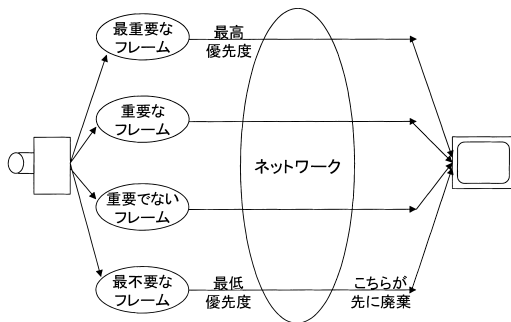 最重要な
フレーム
最高
優先度
重要な
フレーム
ネットワーク
重要でない
フレーム
最不要な
フレーム
最低
優先度
こちらが
先に廃棄